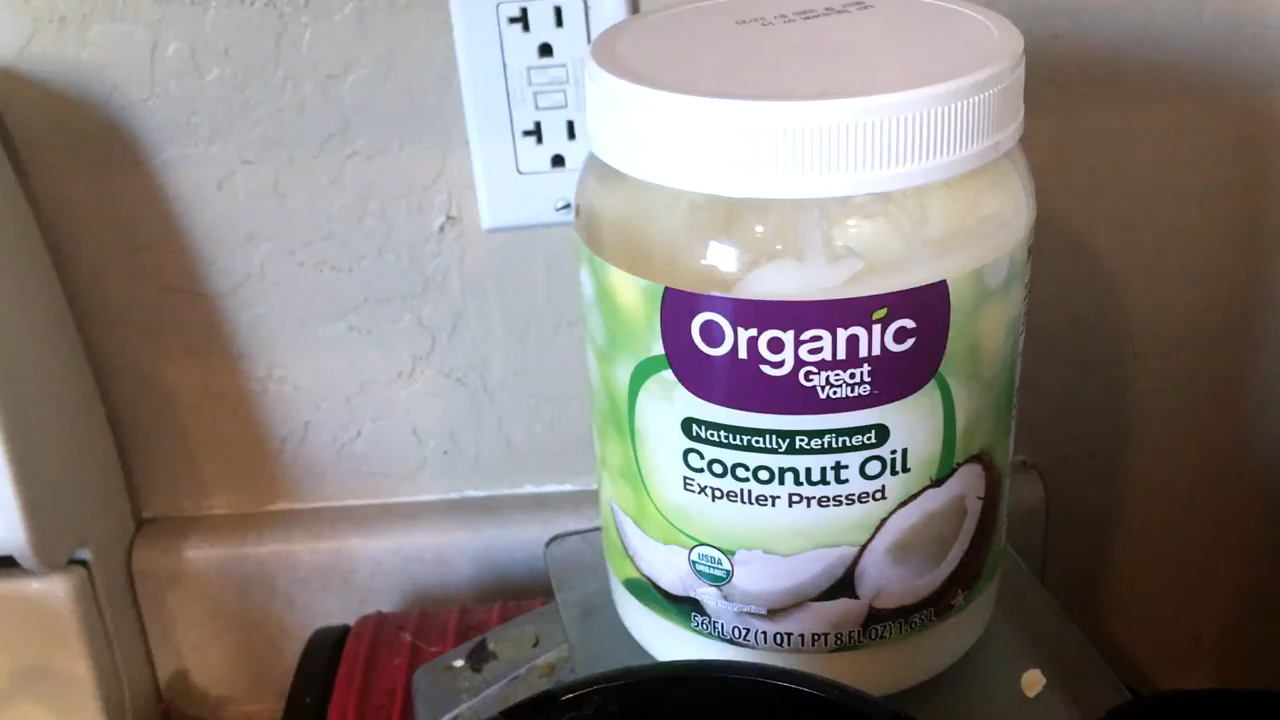 Organic
Great
Value
Naturally Refined
Coconut Oil
Expeller Pressed
USDA
ORGANIC
56 FL OZ (1 QT 1 PT 8 FL OZ) 1.65 L